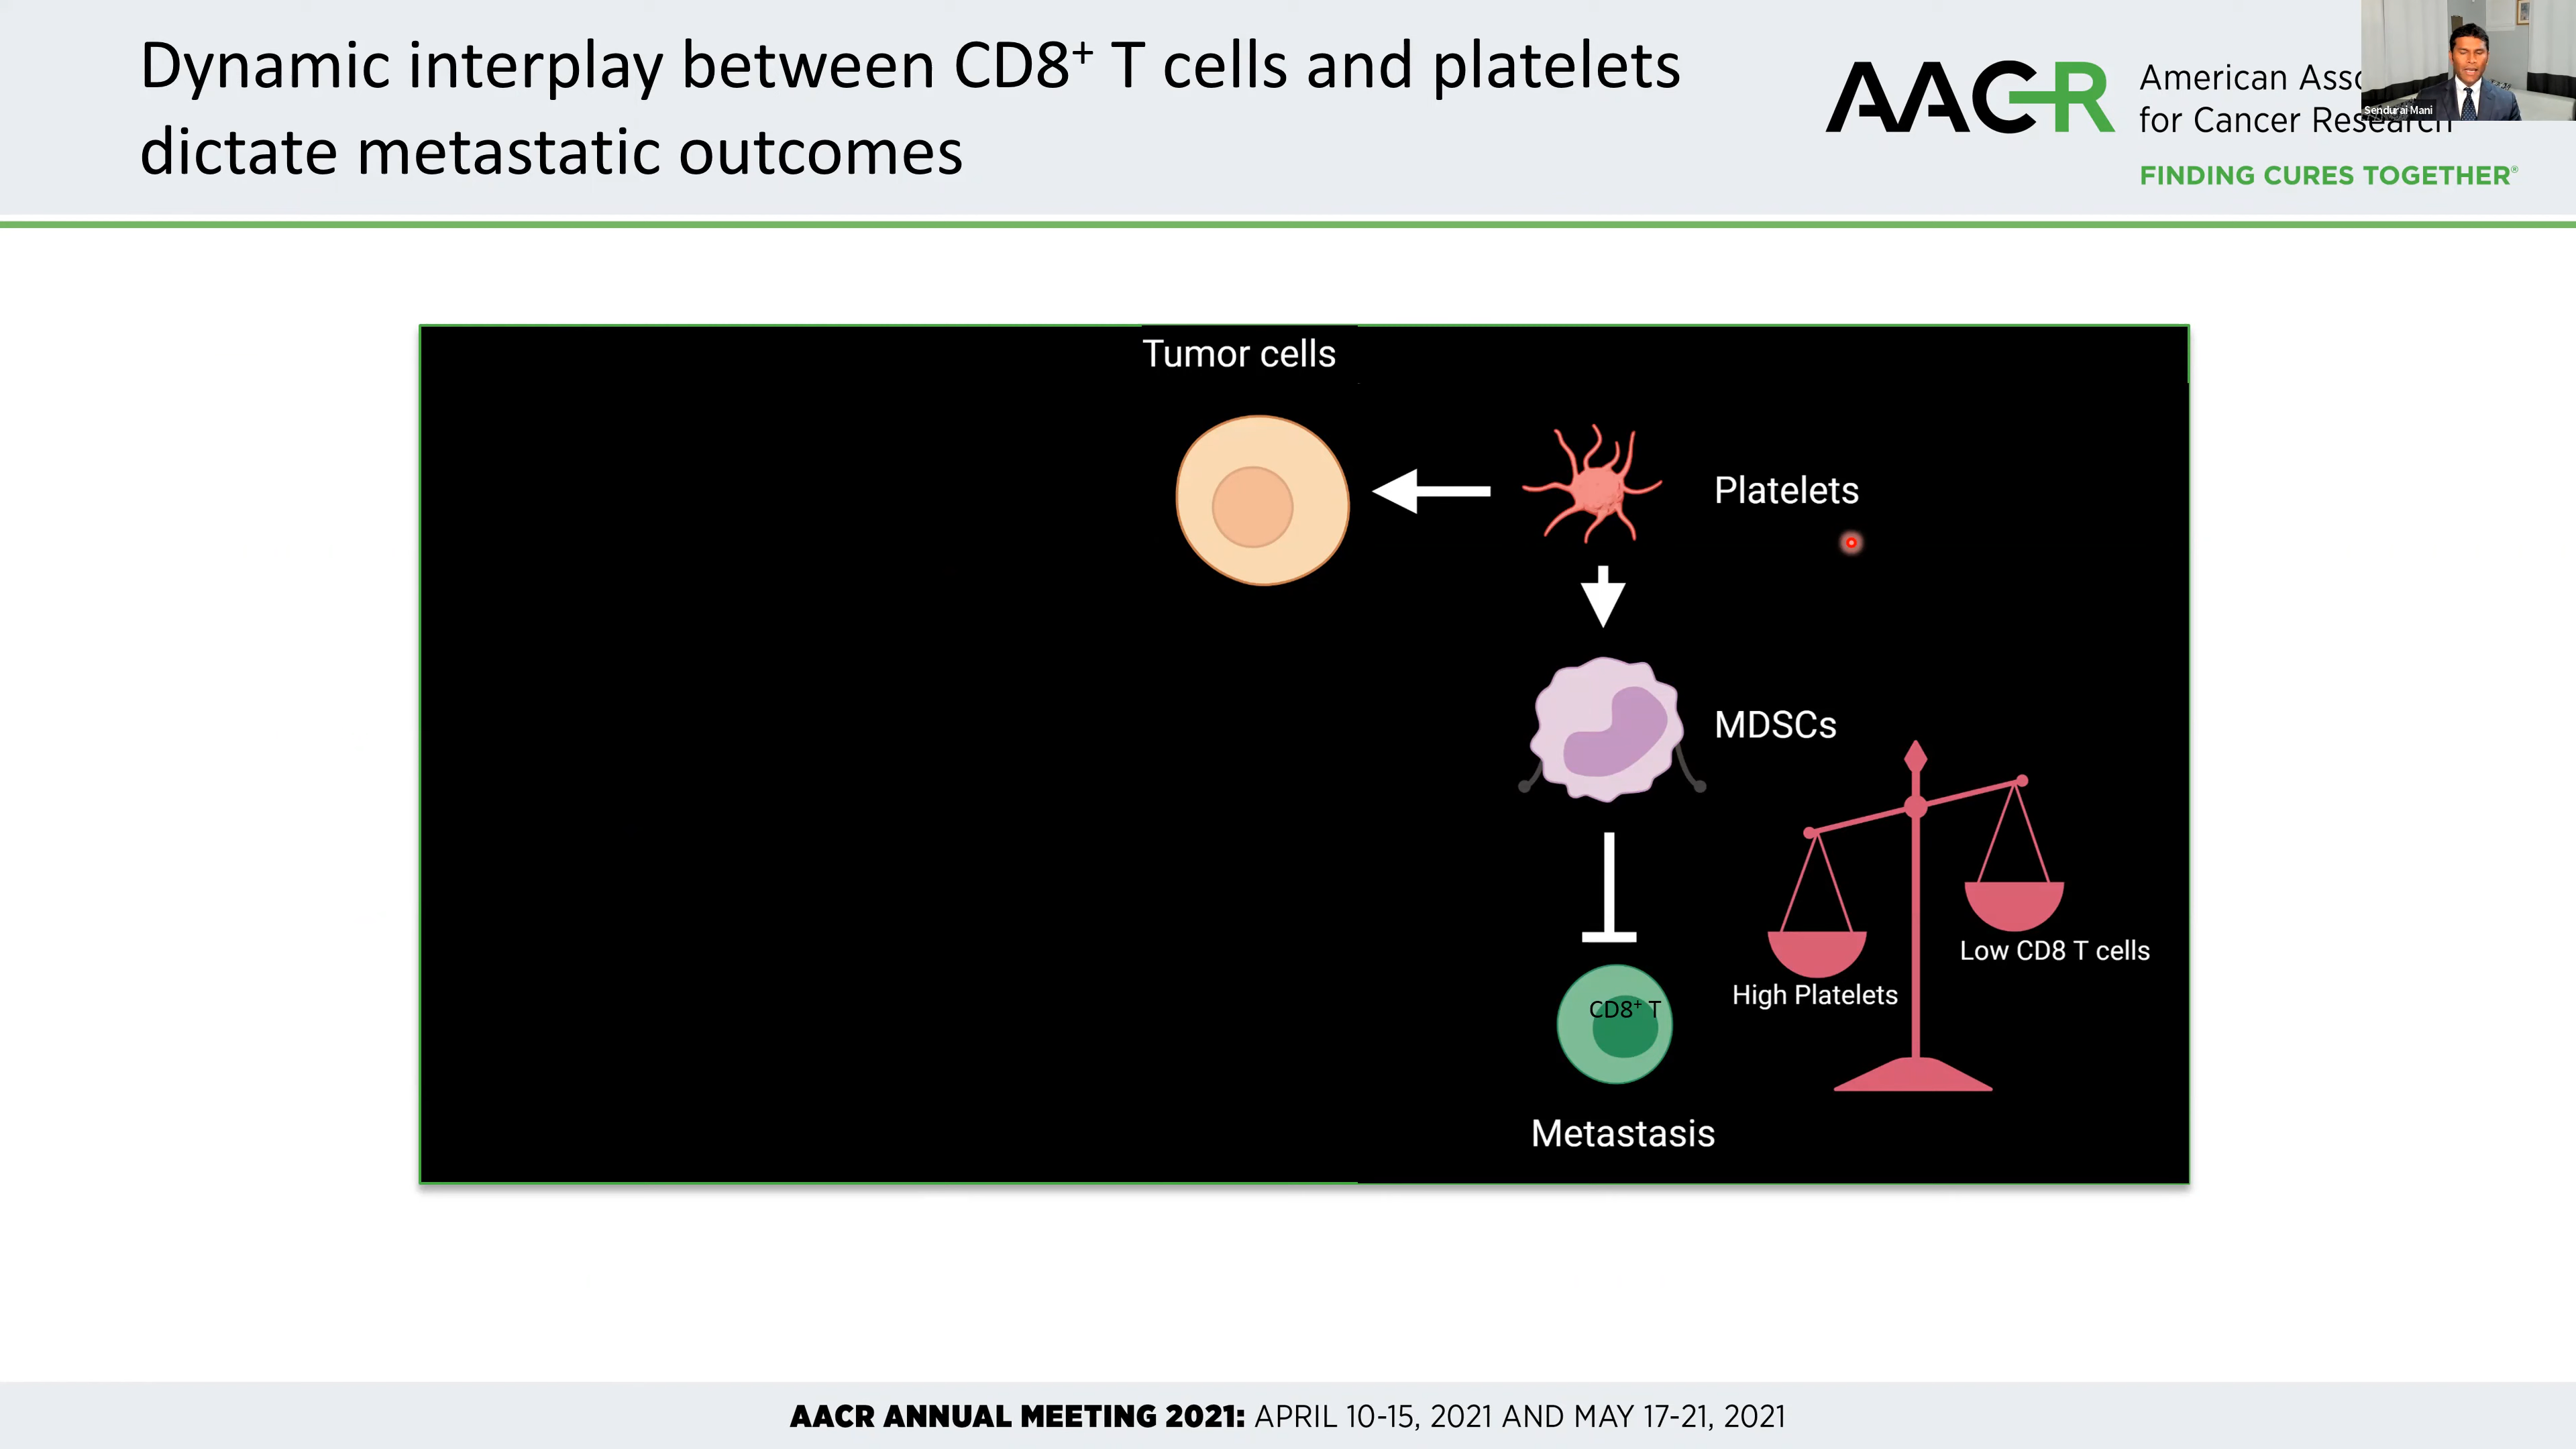 Dynamic interplay between CD8⁺ T cells and platelets
dictate metastatic outcomes
AACR
American Asso
for Cancer Research
FINDING CURES TOGETHER®
Sendurai Mani
Tumor cells
Platelets
MDSCs
Low CD8 T cells
High Platelets
CD8⁺ T
Metastasis
AACR ANNUAL MEETING 2021: APRIL 10-15, 2021 AND MAY 17-21, 2021